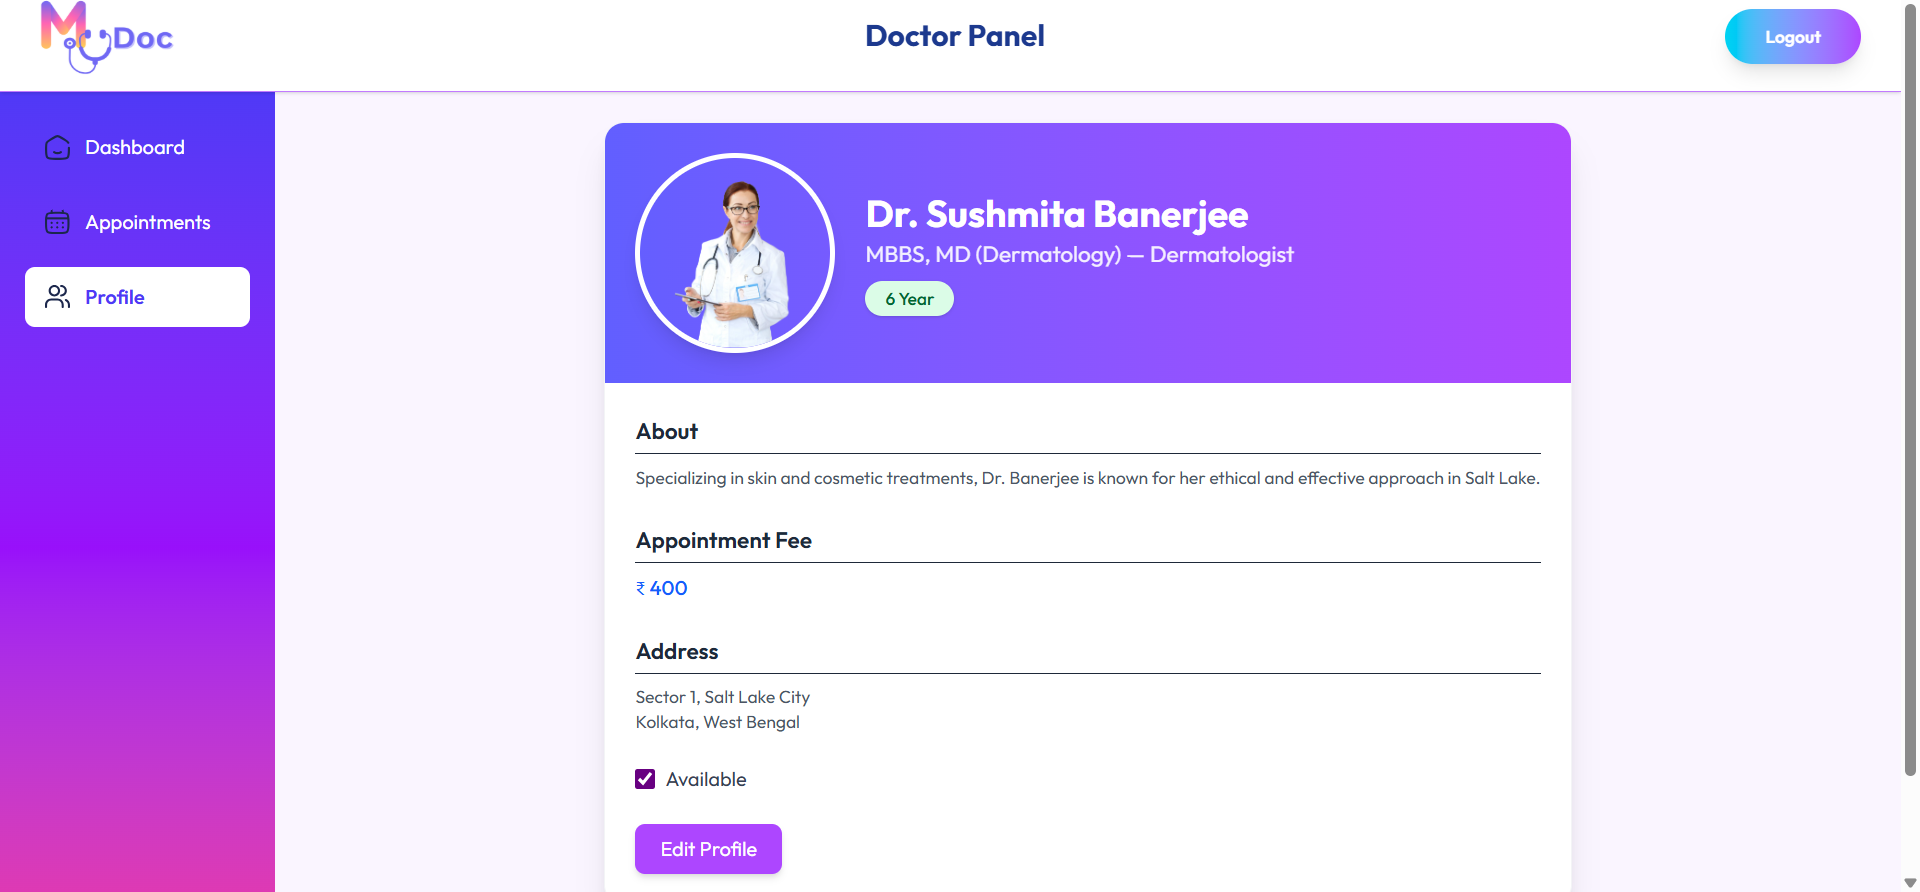 MyDoc
Doctor Panel
Logout
Dashboard
Appointments
Profile
Dr. Sushmita Banerjee
MBBS, MD (Dermatology) — Dermatologist
6 Year
About
Specializing in skin and cosmetic treatments, Dr. Banerjee is known for her ethical and effective approach in Salt Lake.
Appointment Fee
₹ 400
Address
Sector 1, Salt Lake City
Kolkata, West Bengal
Available
Edit Profile